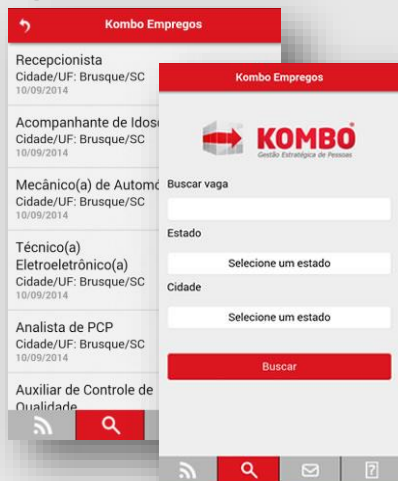 Kombo Empregos
Recepcionista
Cidade/UF: Brusque/SC
10/09/2014
Acompanhante de Idos
Cidade/UF: Brusque/SC
10/09/2014
Mecânico(a) de Automó
Cidade/UF: Brusque/SC
10/09/2014
Técnico(a)
Eletroeletrônico(a)
Cidade/UF: Brusque/SC
10/09/2014
Analista de PCP
Cidade/UF: Brusque/SC
10/09/2014
Auxiliar de Controle de
Qualidade
Kombo Empregos
KOMBO
Gestão Estratégica de Pessoas
Buscar vaga
Estado
Selecione um estado
Cidade
Selecione um estado
Buscar